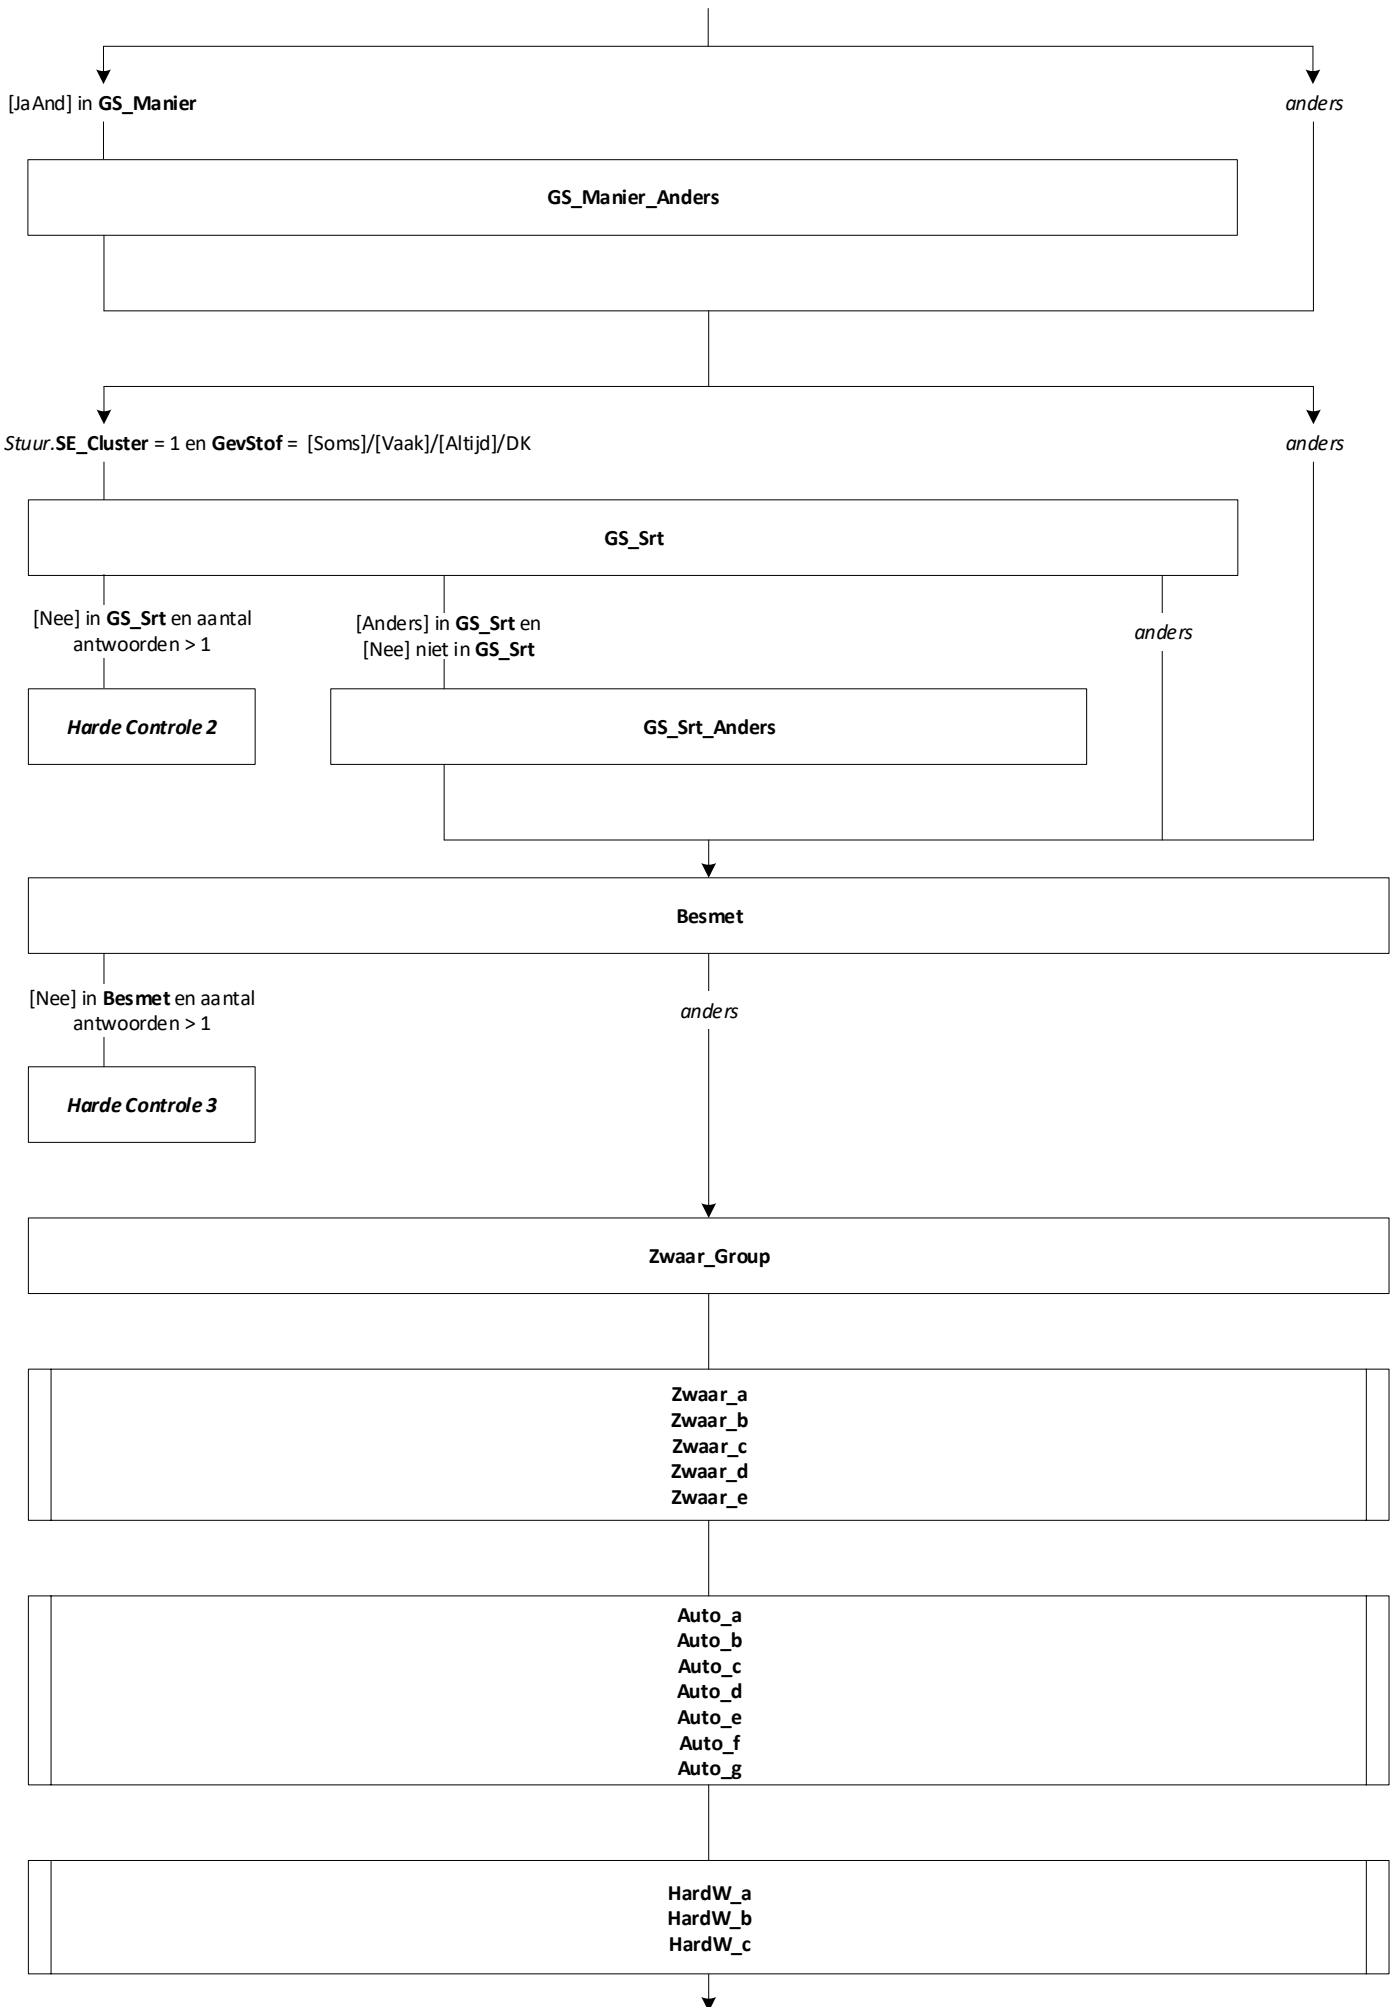 [JaAnd] in GS_Manier
anders
GS_Manier_Anders
Stuur.SE_Cluster = 1 en GevStof = [Soms]/[Vaak]/[Altijd]/DK
anders
GS_Srt
[Nee] in GS_Srt en aantal
antwoorden > 1
[Anders] in GS_Srt en
[Nee] niet in GS_Srt
anders
Harde Controle 2
GS_Srt_Anders
Besmet
[Nee] in Besmet en aantal
antwoorden > 1
anders
Harde Controle 3
Zwaar_Group
Zwaar_a
Zwaar_b
Zwaar_c
Zwaar_d
Zwaar_e
Auto_a
Auto_b
Auto_c
Auto_d
Auto_e
Auto_f
Auto_g
HardW_a
HardW_b
HardW_c